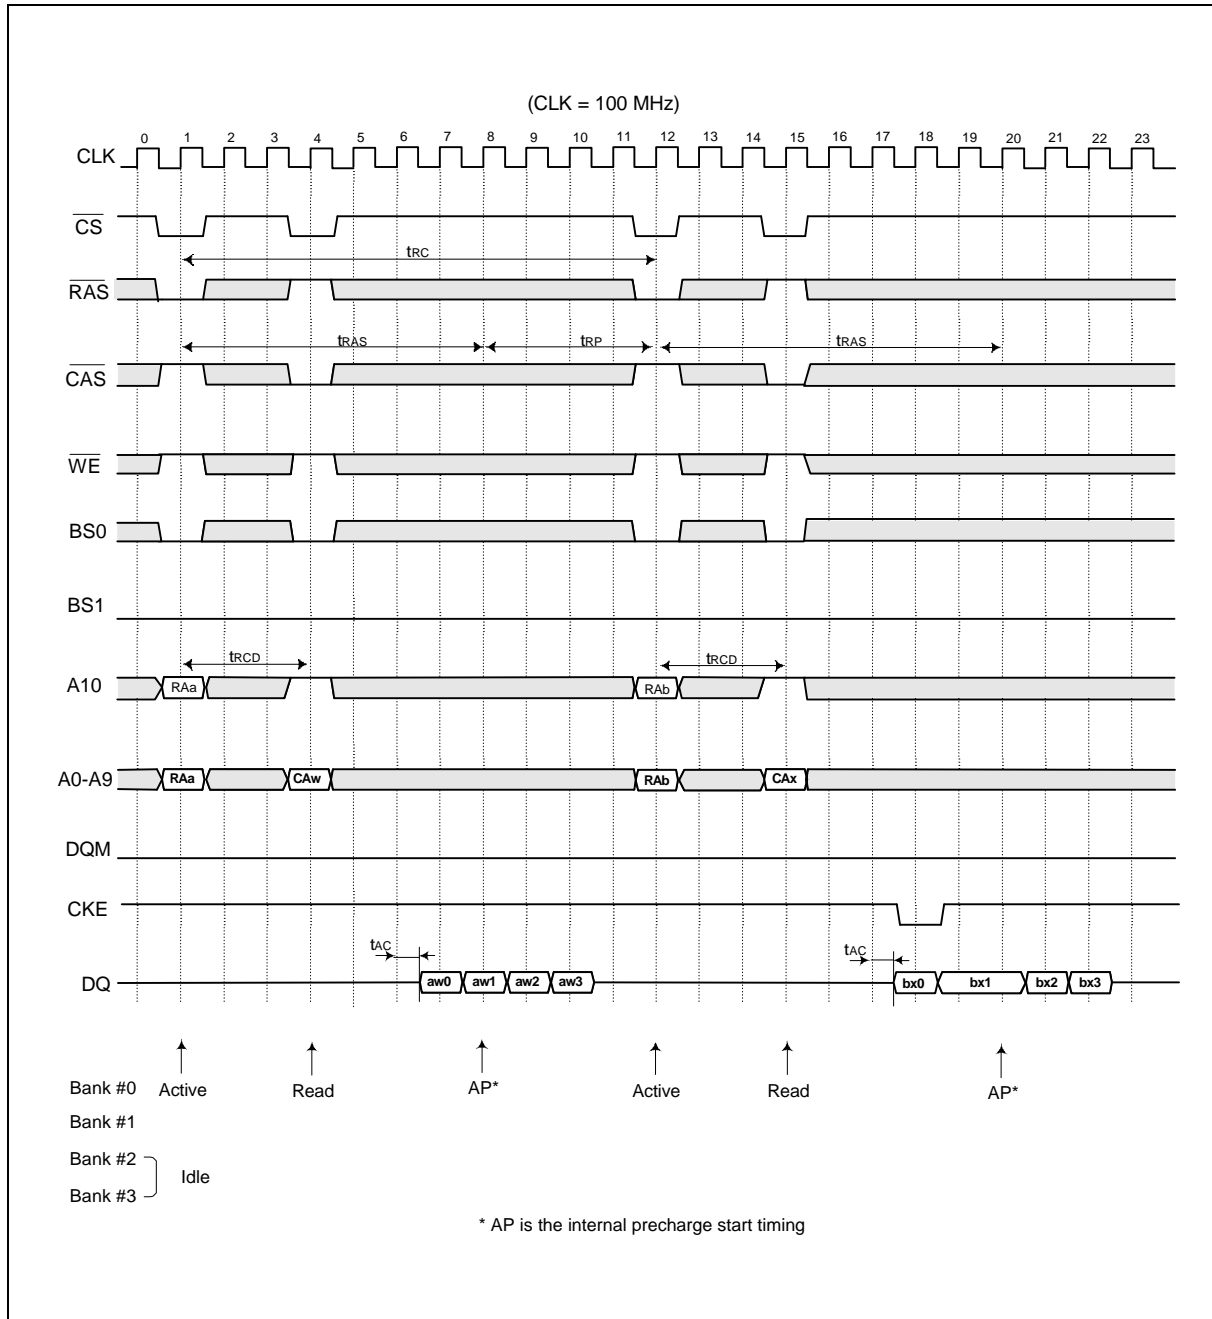 (CLK = 100 MHz)
0 1 2 3 4 5 6 7 8 9 10 11 12 13 14 15 16 17 18 19 20 21 22 23
CLK
CS
tRC
RAS
tRAS tRP tRAS
CAS
WE
BS0
BS1
tRCD tRCD
A10 RAa RAb
A0-A9 RAa CAw RAb CAx
DQM
CKE
tAC tAC
DQ aw0 aw1 aw2 aw3 bx0 bx1 bx2 bx3
Bank #0 Active Read AP* Active Read AP*
Bank #1
Bank #2
Idle
Bank #3
* AP is the internal precharge start timing